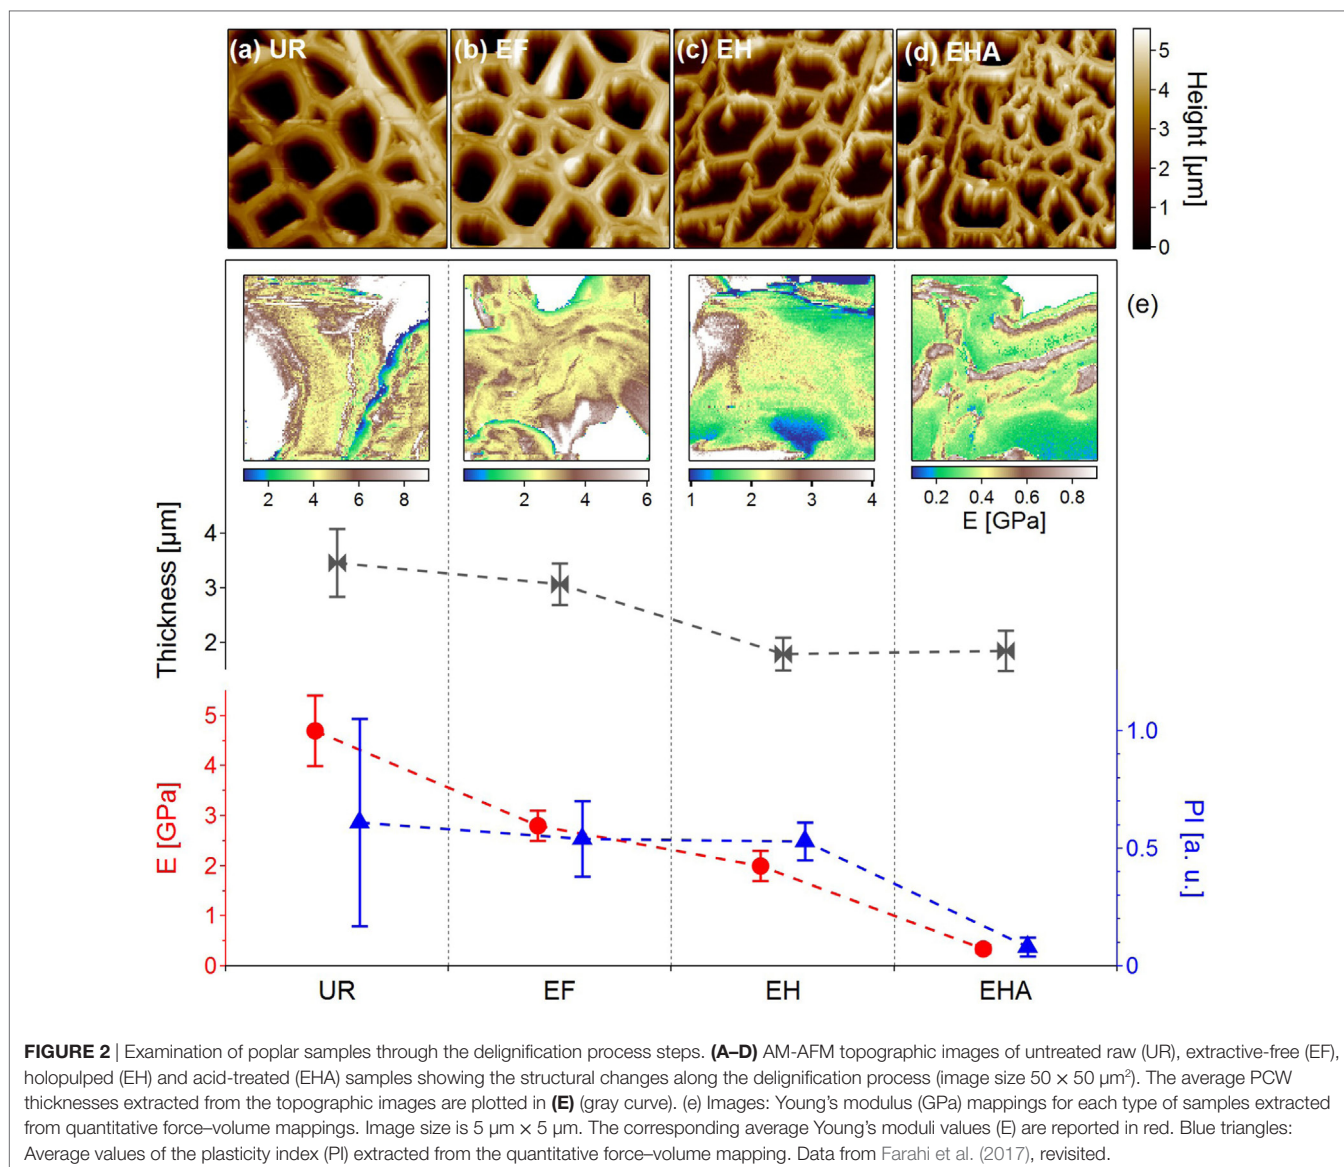 (a) UR
(b) EF
(c) EH
(d) EHA
5
4
3
2
1
0
Height [µm]
(e)
2 4 6 8
2 4 6
1 2 3 4
0.2 0.4 0.6 0.8
E [GPa]
Thickness [µm]
4
3
2
E [GPa]
5
4
3
2
1
0
PI [a. u.]
1.0
0.5
0
UR EF EH EHA
FIGURE 2 | Examination of poplar samples through the delignification process steps. (A–D) AM-AFM topographic images of untreated raw (UR), extractive-free (EF),
holopulped (EH) and acid-treated (EHA) samples showing the structural changes along the delignification process (image size 50 × 50 µm²). The average PCW
thicknesses extracted from the topographic images are plotted in (E) (gray curve). (e) Images: Young's modulus (GPa) mappings for each type of samples extracted
from quantitative force–volume mappings. Image size is 5 µm × 5 µm. The corresponding average Young's moduli values (E) are reported in red. Blue triangles:
Average values of the plasticity index (PI) extracted from the quantitative force–volume mapping. Data from Farahi et al. (2017), revisited.